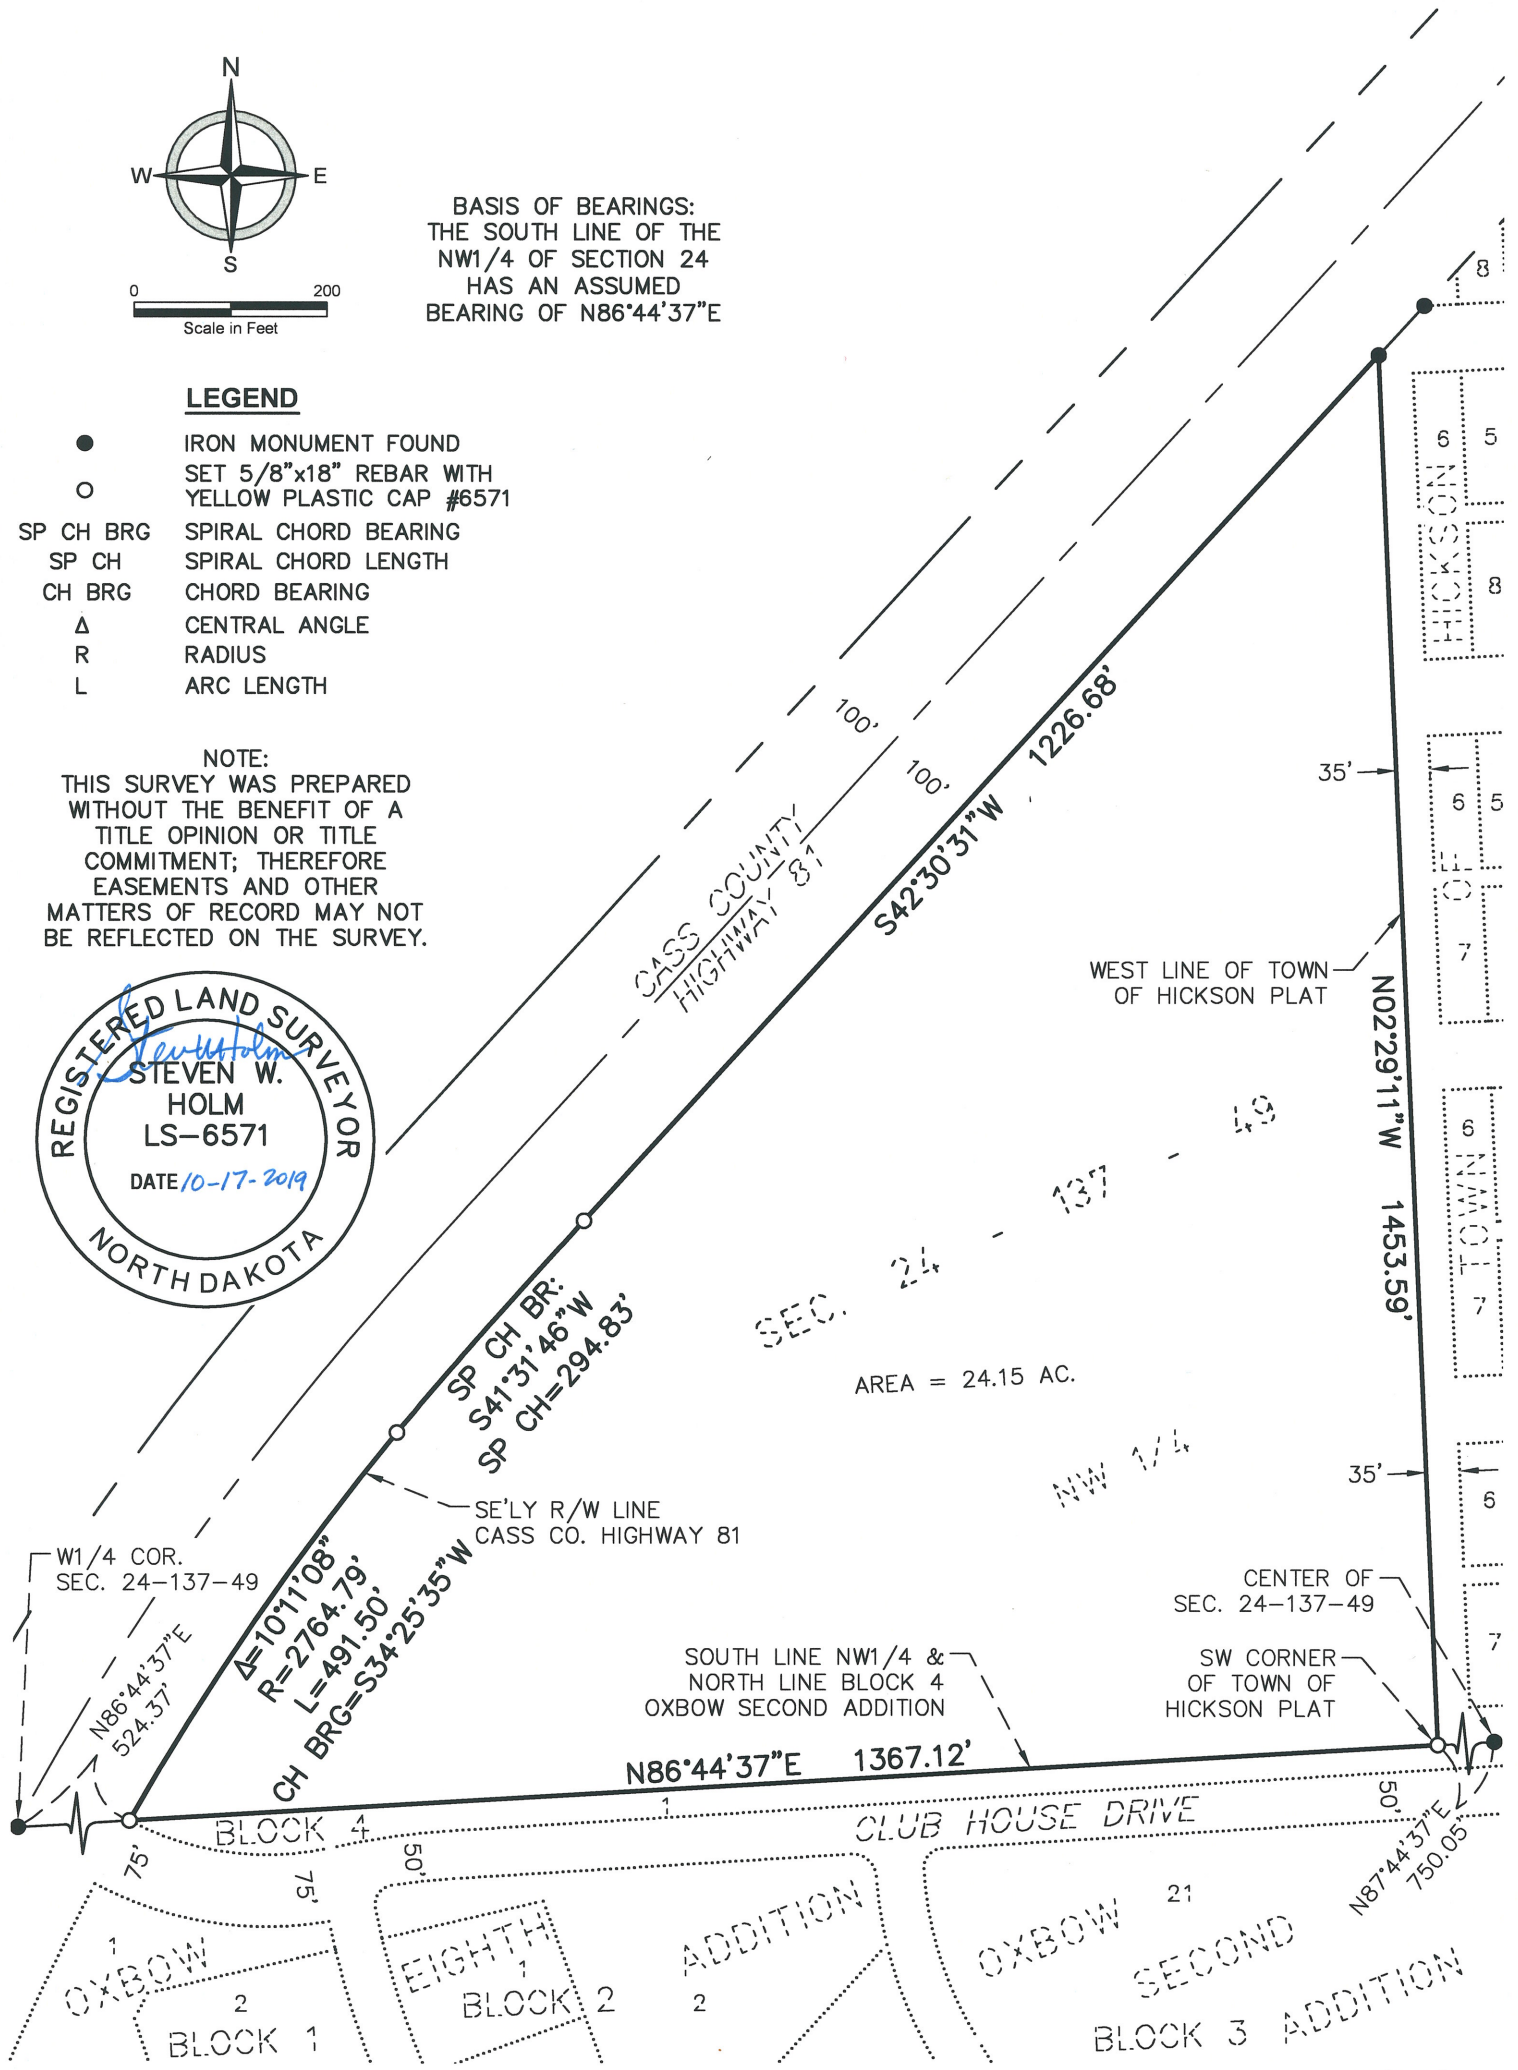 N
W
E
S
0 200
Scale in Feet
BASIS OF BEARINGS:
THE SOUTH LINE OF THE
NW1/4 OF SECTION 24
HAS AN ASSUMED
BEARING OF N86°44'37"E
LEGEND
IRON MONUMENT FOUND
SET 5/8"x18" REBAR WITH
YELLOW PLASTIC CAP #6571
SP CH BRG SPIRAL CHORD BEARING
SP CH SPIRAL CHORD LENGTH
CH BRG CHORD BEARING
Δ CENTRAL ANGLE
R RADIUS
L ARC LENGTH
NOTE:
THIS SURVEY WAS PREPARED
WITHOUT THE BENEFIT OF A
TITLE OPINION OR TITLE
COMMITMENT; THEREFORE
EASEMENTS AND OTHER
MATTERS OF RECORD MAY NOT
BE REFLECTED ON THE SURVEY.
REGISTERED LAND SURVEYOR
StevenWHolm
STEVEN W.
HOLM
LS-6571
DATE 10-17-2019
NORTH DAKOTA
100'
100'
CASS COUNTY
HIGHWAY 81
S42°30'31"W 1226.68'
8
6
5
8
HICKSON
35'
6
5
OF
7
WEST LINE OF TOWN
OF HICKSON PLAT
N02°29'11"W 1453.59'
6
TOWN
7
SEC. 24 - 137 - 49
AREA = 24.15 AC.
NW 1/4
35'
6
7
SP CH BR:
S41°31'46"W
SP CH=294.83'
SE'LY R/W LINE
CASS CO. HIGHWAY 81
Δ=10°11'08"
R=2764.79'
L=491.50'
CH BRG=S34°25'35"W
W1/4 COR.
SEC. 24-137-49
N86°44'37"E
524.37'
CENTER OF
SEC. 24-137-49
SW CORNER
OF TOWN OF
HICKSON PLAT
SOUTH LINE NW1/4 &
NORTH LINE BLOCK 4
OXBOW SECOND ADDITION
N86°44'37"E 1367.12'
BLOCK 4
1
CLUB HOUSE DRIVE
50'
N87°44'37"E
750.05'
75'
75'
50'
1
OXBOW
2
BLOCK 1
EIGHTH
1
BLOCK 2
2
ADDITION
OXBOW
21
SECOND
BLOCK 3
ADDITION